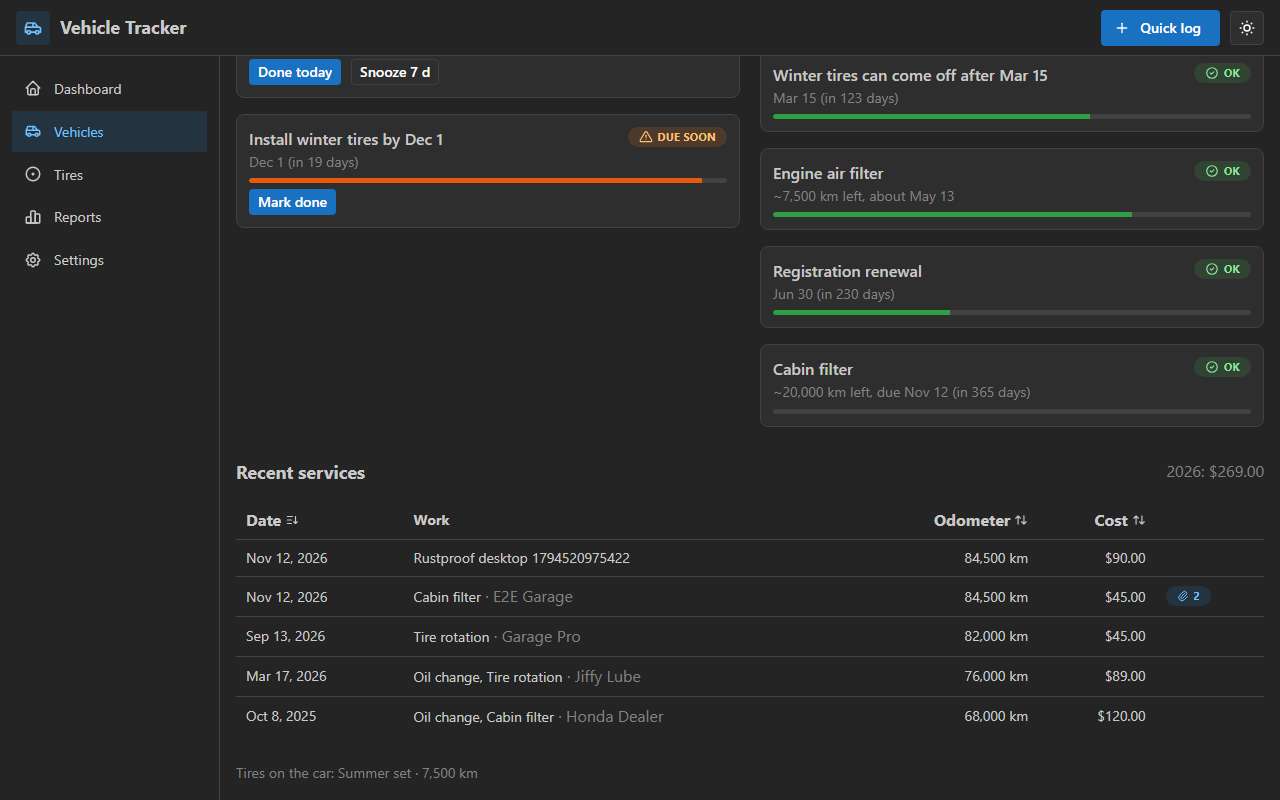 Vehicle Tracker
Quick log
Dashboard
Vehicles
Tires
Reports
Settings
Done today
Snooze 7 d
Install winter tires by Dec 1
DUE SOON
Dec 1 (in 19 days)
Mark done
Winter tires can come off after Mar 15
OK
Mar 15 (in 123 days)
Engine air filter
OK
~7,500 km left, about May 13
Registration renewal
OK
Jun 30 (in 230 days)
Cabin filter
OK
~20,000 km left, due Nov 12 (in 365 days)
Recent services
2026: $269.00
Date Work Odometer Cost
Nov 12, 2026 Rustproof desktop 1794520975422 84,500 km $90.00
Nov 12, 2026 Cabin filter · E2E Garage 84,500 km $45.00 2
Sep 13, 2026 Tire rotation · Garage Pro 82,000 km $45.00
Mar 17, 2026 Oil change, Tire rotation · Jiffy Lube 76,000 km $89.00
Oct 8, 2025 Oil change, Cabin filter · Honda Dealer 68,000 km $120.00
Tires on the car: Summer set · 7,500 km